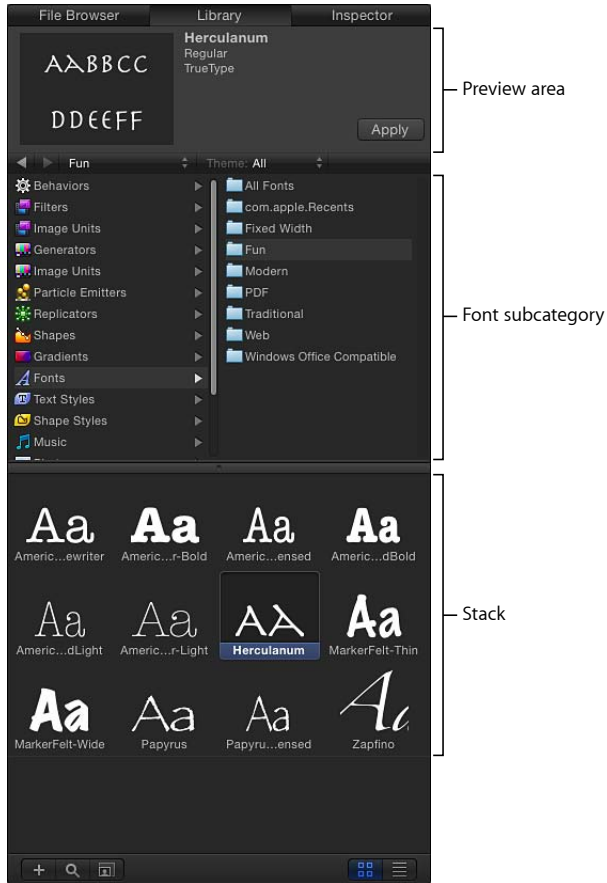 File Browser Library Inspector
Herculanum
Regular
TrueType
AABBCC
DDEEFF
Apply
Preview area
Fun Theme: All
Behaviors
Filters
Image Units
Generators
Image Units
Particle Emitters
Replicators
Shapes
Gradients
Fonts
Text Styles
Shape Styles
Music
All Fonts
com.apple.Recents
Fixed Width
Fun
Modern
PDF
Traditional
Web
Windows Office Compatible
Font subcategory
Aa Aa Aa Aa
Americ...ewriter Americ...r-Bold Americ...ensed Americ...dBold
Aa Aa AA Aa
Americ...dLight Americ...r-Light Herculanum MarkerFelt-Thin
Stack
Aa Aa Aa Aa
MarkerFelt-Wide Papyrus Papyru...ensed Zapfino